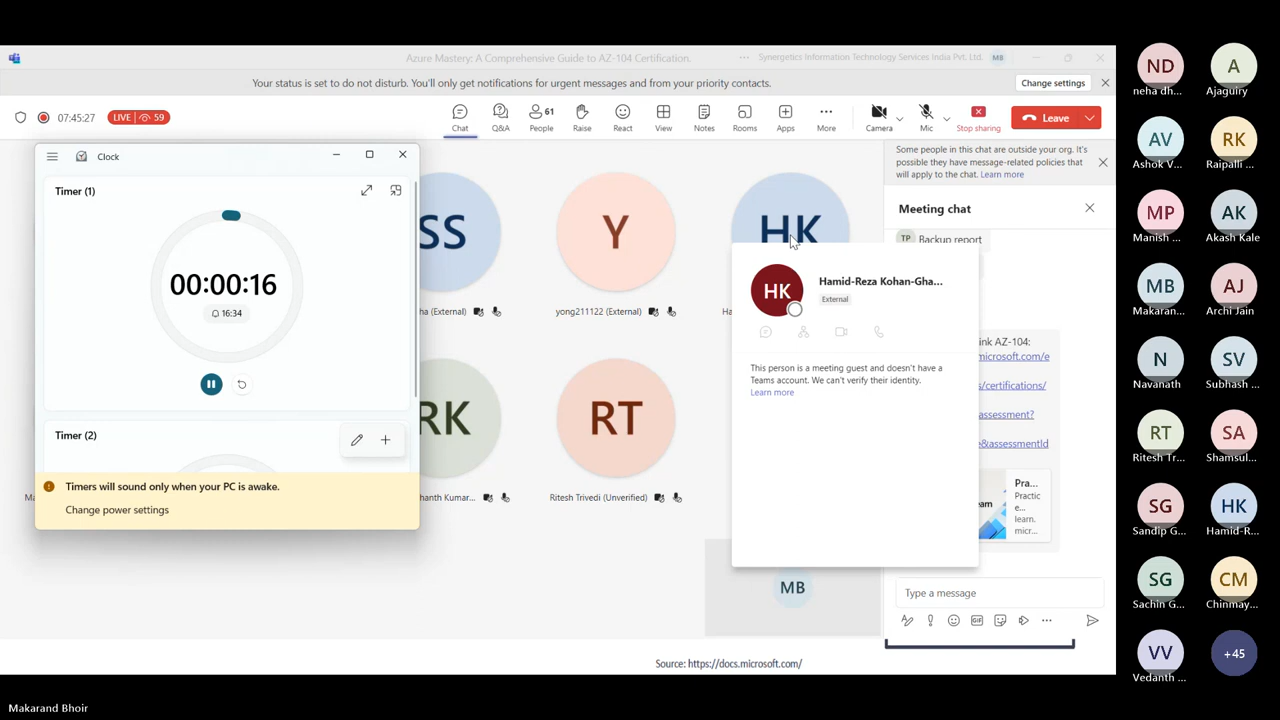 Azure Mastery: A Comprehensive Guide to AZ-104 Certification.
Synergetics Information Technology Services India Pvt. Ltd.
MB
Your status is set to do not disturb. You'll only get notifications for urgent messages and from your priority contacts.
Change settings
07:45:27
LIVE
59
Chat
Q&A
61
People
Raise
React
View
Notes
Rooms
Apps
More
Camera
Mic
Stop sharing
Leave
Clock
Timer (1)
00:00:16
16:34
Timer (2)
Timers will sound only when your PC is awake.
Change power settings
SS
(External)
Y
yong211122 (External)
HK
RK
hanth Kumar...
RT
Ritesh Trivedi (Unverified)
MB
HK
Hamid-Reza Kohan-Gha...
External
This person is a meeting guest and doesn't have a
Teams account. We can't verify their identity.
Learn more
Some people in this chat are outside your org. It's
possible they have message-related policies that
will apply to the chat. Learn more
Meeting chat
TP
Backup report
ink AZ-104:
microsoft.com/e
s/certifications/
assessment?
e&assessmentId
eam
Pra...
Practic
e...
learn.
micr...
Type a message
Source: https://docs.microsoft.com/
ND
neha dh...
A
Ajaguiry
AV
Ashok V...
RK
Raipalli ...
MP
Manish ...
AK
Akash Kale
MB
Makaran...
AJ
Archi Jain
N
Navanath
SV
Subhash ...
RT
Ritesh Tr...
SA
Shamsul...
SG
Sandip G...
HK
Hamid-R...
SG
Sachin G...
CM
Chinmay...
VV
Vedanth ...
+45
Makarand Bhoir